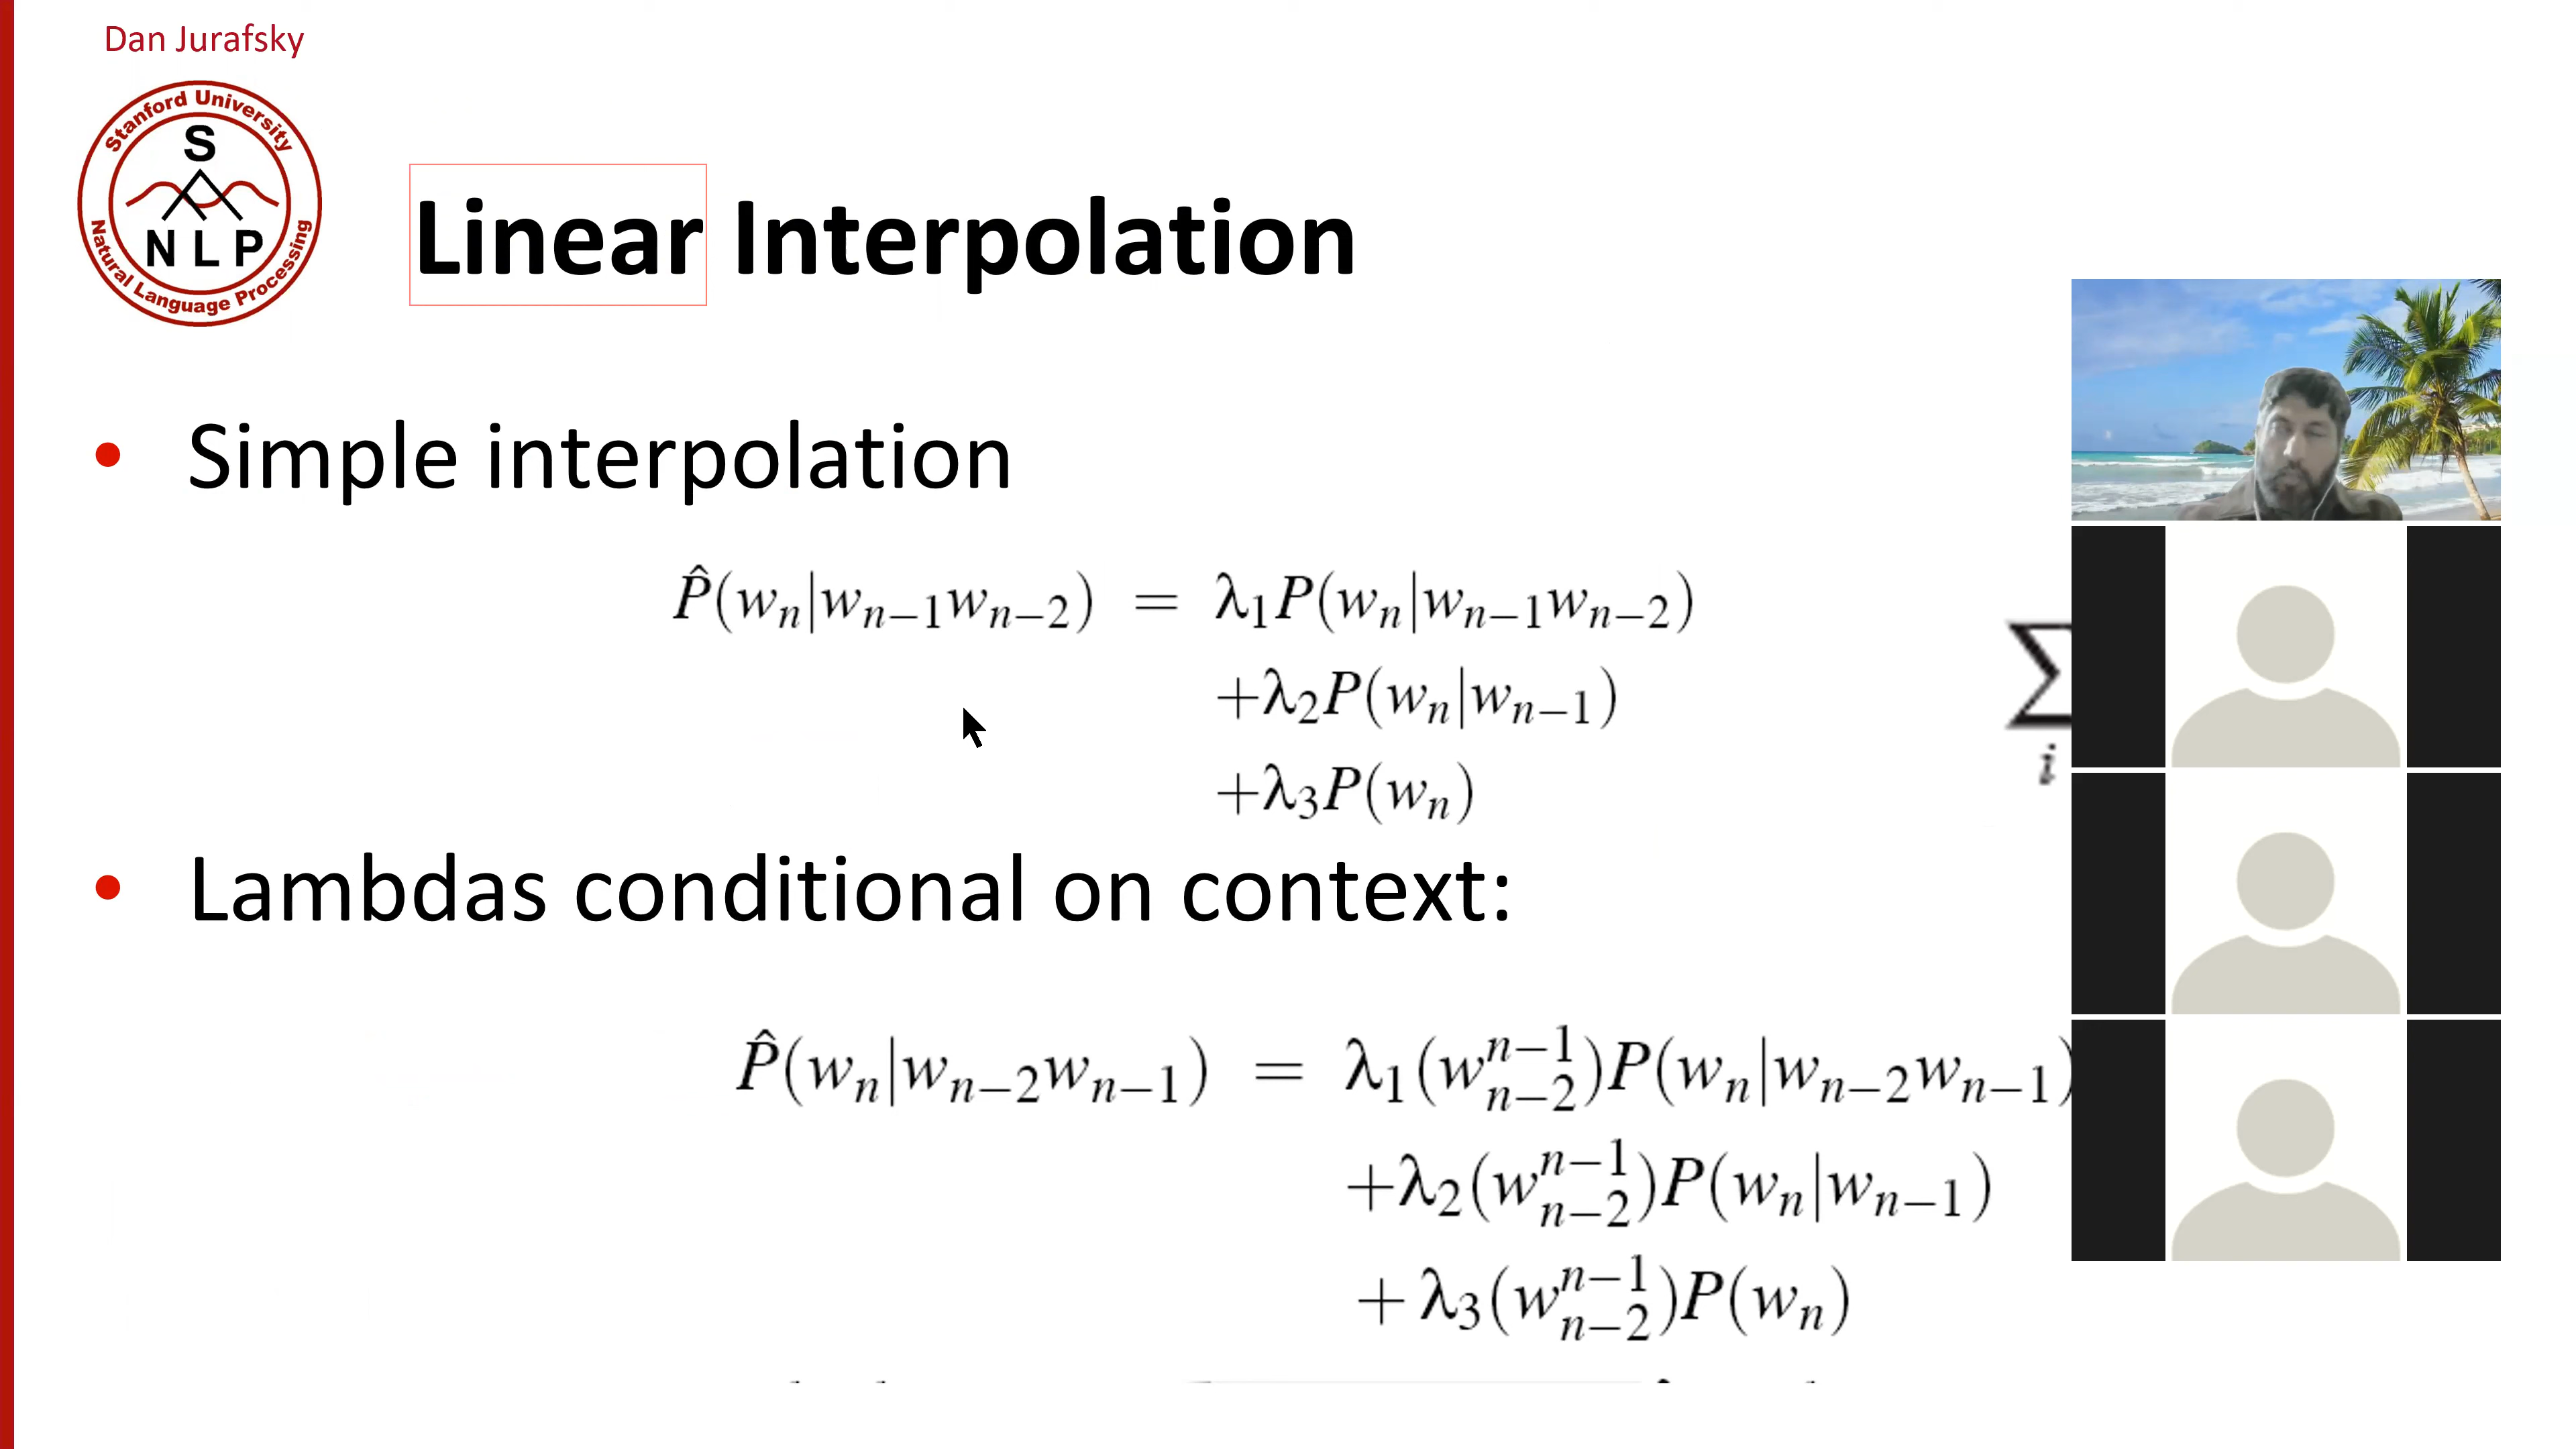 Dan Jurafsky
Stanford University
S
N L P
Natural Language Processing
Linear Interpolation
• Simple interpolation
P̂(wₙ|wₙ₋₁wₙ₋₂) = λ₁P(wₙ|wₙ₋₁wₙ₋₂)
+λ₂P(wₙ|wₙ₋₁)
+λ₃P(wₙ)
∑
i
• Lambdas conditional on context:
P̂(wₙ|wₙ₋₂wₙ₋₁) = λ₁(wₙ₋₂ⁿ⁻¹)P(wₙ|wₙ₋₂wₙ₋₁)
+λ₂(wₙ₋₂ⁿ⁻¹)P(wₙ|wₙ₋₁)
+ λ₃(wₙ₋₂ⁿ⁻¹)P(wₙ)